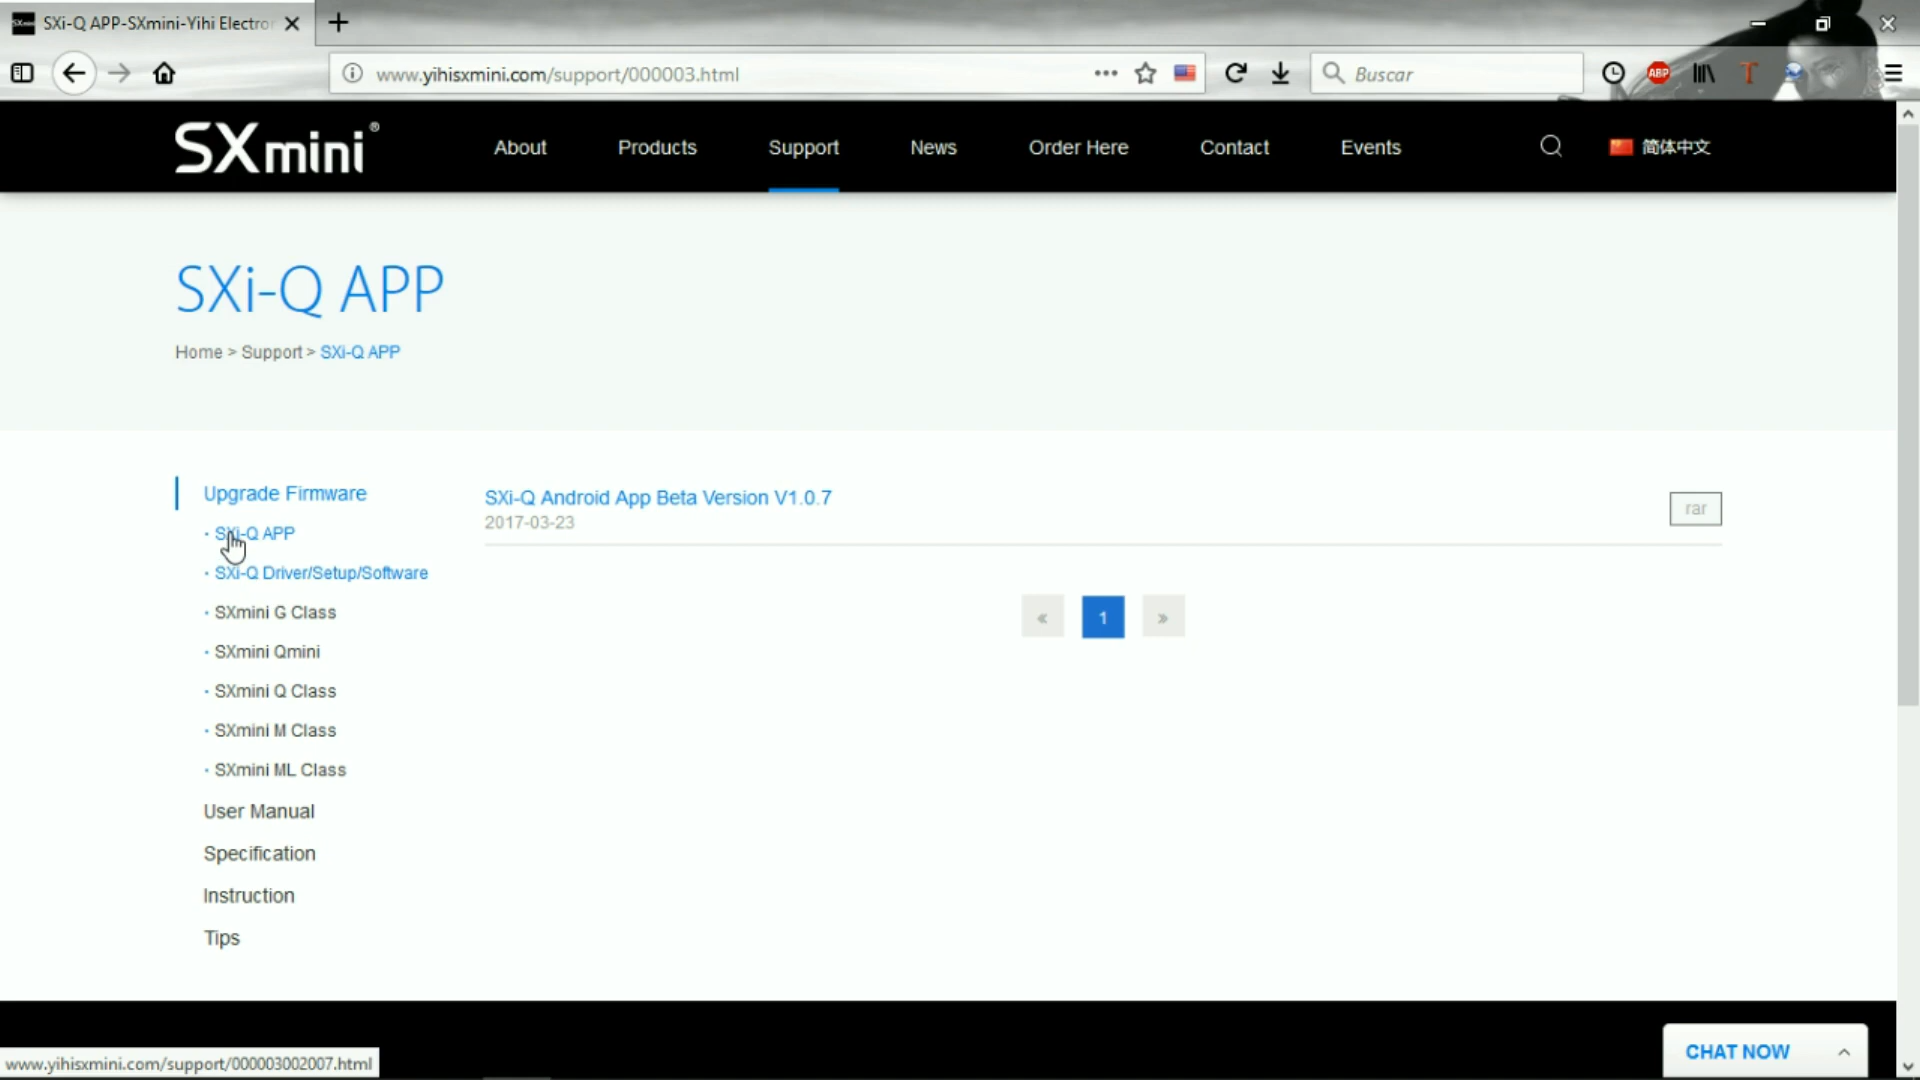 SXi-Q APP-SXmini-Yihi Electro
www.yihisxmini.com/support/000003.html
Buscar
ABP
T
SXmini®
About Products Support News Order Here Contact Events 简体中文
SXi-Q APP
Home > Support > SXi-Q APP
Upgrade Firmware
· SXi-Q APP
· SXi-Q Driver/Setup/Software
· SXmini G Class
· SXmini Qmini
· SXmini Q Class
· SXmini M Class
· SXmini ML Class
User Manual
Specification
Instruction
Tips
SXi-Q Android App Beta Version V1.0.7
2017-03-23
rar
« 1 »
CHAT NOW
www.yihisxmini.com/support/000003002007.html